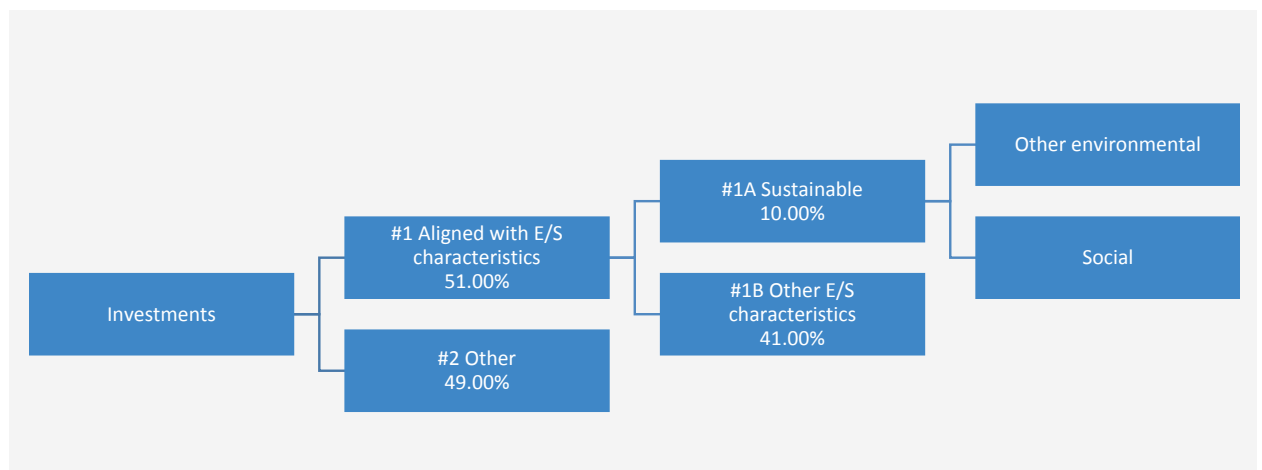 Investments
#1 Aligned with E/S
characteristics
51.00%
#2 Other
49.00%
#1A Sustainable
10.00%
#1B Other E/S
characteristics
41.00%
Other environmental
Social